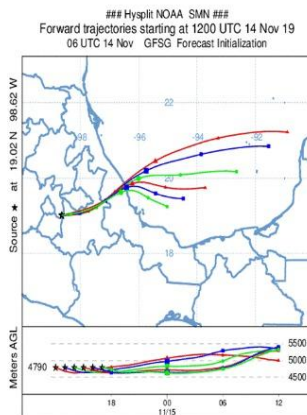 ### Hysplit NOAA SMN ###
Forward trajectories starting at 1200 UTC 14 Nov 19
06 UTC 14 Nov GFSG Forecast Initialization
Source ★ at 19.02 N 98.62 W
22
-98 -96 -94 -92
20
18
Meters AGL
4790
5500
5000
4500
18 00 06 12
11/15